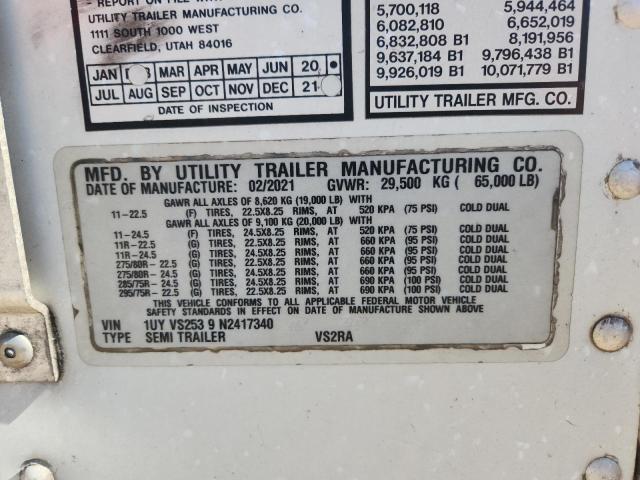 REPORT ON FILE WITH
UTILITY TRAILER MANUFACTURING CO.
1111 SOUTH 1000 WEST
CLEARFIELD, UTAH 84016
JAN MAR APR MAY JUN 20
JUL AUG SEP OCT NOV DEC 21
DATE OF INSPECTION
5,700,118 5,944,464
6,082,810 6,652,019
6,832,808 B1 8,191,956
9,637,184 B1 9,796,438 B1
9,926,019 B1 10,071,779 B1
UTILITY TRAILER MFG. CO.
MFD. BY UTILITY TRAILER MANUFACTURING CO.
DATE OF MANUFACTURE: 02/2021 GVWR: 29,500 KG ( 65,000 LB)
GAWR ALL AXLES OF 8,620 KG (19,000 LB) WITH
11-22.5 (F) TIRES, 22.5X8.25 RIMS, AT 520 KPA (75 PSI) COLD DUAL
GAWR ALL AXLES OF 9,100 KG (20,000 LB) WITH
11-24.5 (F) TIRES, 24.5X8.25 RIMS, AT 520 KPA (75 PSI) COLD DUAL
11R-22.5 (G) TIRES, 22.5X8.25 RIMS, AT 660 KPA (95 PSI) COLD DUAL
11R-24.5 (G) TIRES, 24.5X8.25 RIMS, AT 660 KPA (95 PSI) COLD DUAL
275/80R-22.5 (G) TIRES, 22.5X8.25 RIMS, AT 660 KPA (95 PSI) COLD DUAL
275/80R-24.5 (G) TIRES, 24.5X8.25 RIMS, AT 660 KPA (95 PSI) COLD DUAL
285/75R-24.5 (G) TIRES, 24.5X8.25 RIMS, AT 690 KPA (100 PSI) COLD DUAL
295/75R-22.5 (G) TIRES, 22.5X8.25 RIMS, AT 690 KPA (100 PSI) COLD DUAL
THIS VEHICLE CONFORMS TO ALL APPLICABLE FEDERAL MOTOR VEHICLE
SAFETY STANDARDS IN EFFECT ON DATE OF MANUFACTURE SHOWN ABOVE.
VIN 1UY VS253 9 N2417340
TYPE SEMI TRAILER VS2RA